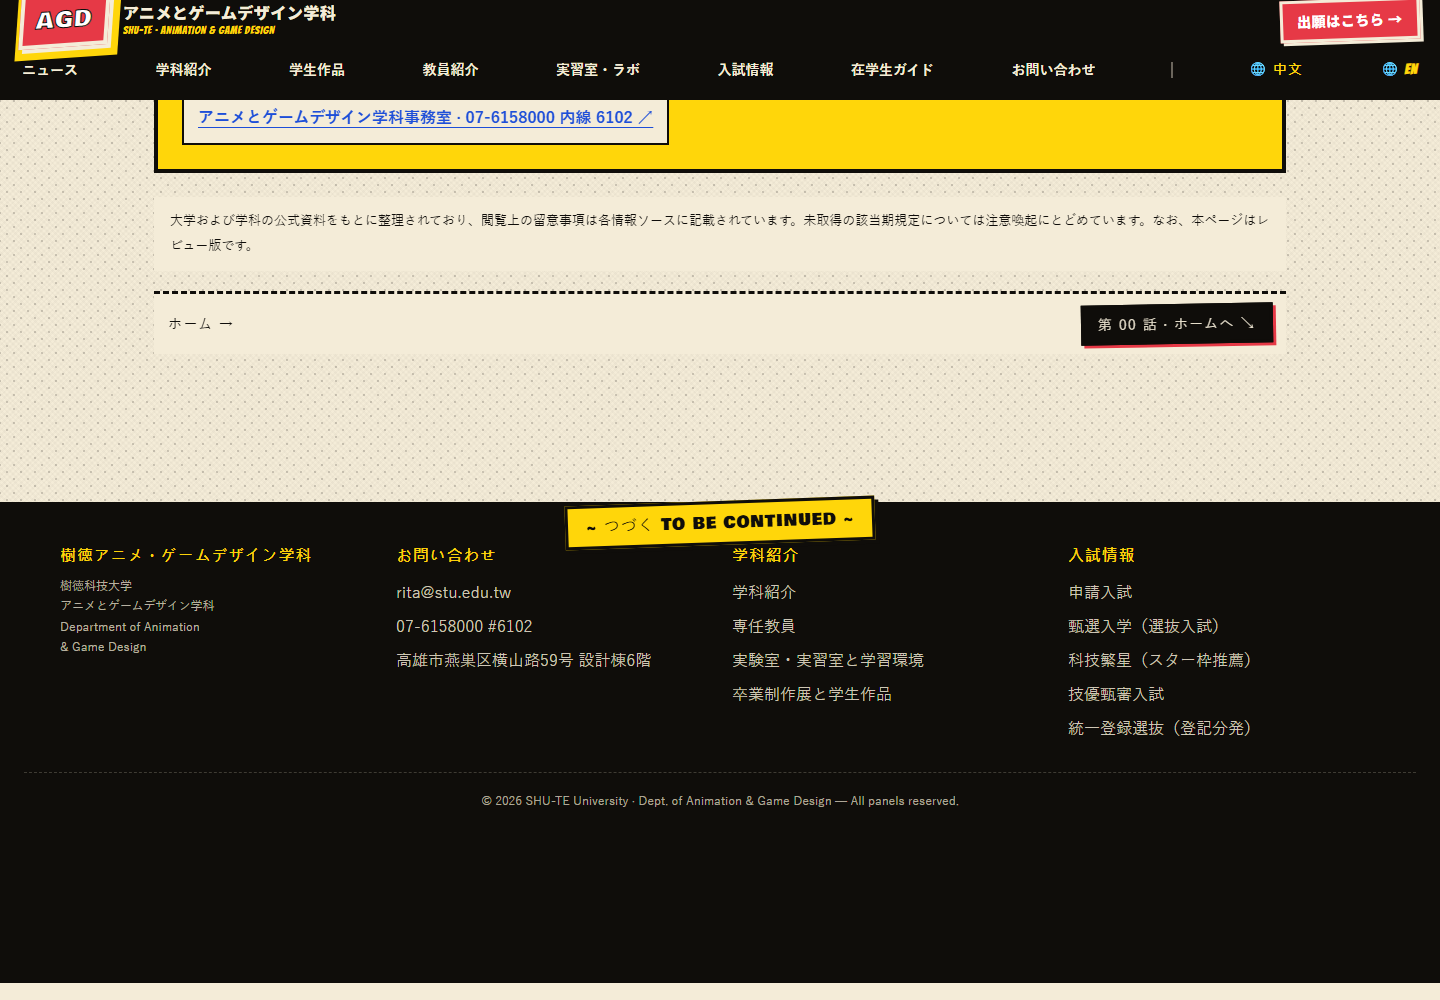 AGD
アニメとゲームデザイン学科
SHU-TE · ANIMATION & GAME DESIGN
出願はこちら →
ニュース
学科紹介
学生作品
教員紹介
実習室・ラボ
入試情報
在学生ガイド
お問い合わせ
中文
EN
アニメとゲームデザイン学科事務室 · 07-6158000 内線 6102 ↗
大学および学科の公式資料をもとに整理されており、閲覧上の留意事項は各情報ソースに記載されています。未取得の該当期規定については注意喚起にとどめています。なお、本ページはレ
ビュー版です。
ホーム →
第 00 話 · ホームへ ↘
~ つづく TO BE CONTINUED ~
樹徳アニメ・ゲームデザイン学科
樹徳科技大学
アニメとゲームデザイン学科
Department of Animation
& Game Design
お問い合わせ
rita@stu.edu.tw
07-6158000 #6102
高雄市燕巣区横山路59号 設計棟6階
学科紹介
学科紹介
専任教員
実験室・実習室と学習環境
卒業制作展と学生作品
入試情報
申請入試
甄選入学（選抜入試）
科技繁星（スター枠推薦）
技優甄審入試
統一登録選抜（登記分発）
© 2026 SHU-TE University · Dept. of Animation & Game Design — All panels reserved.